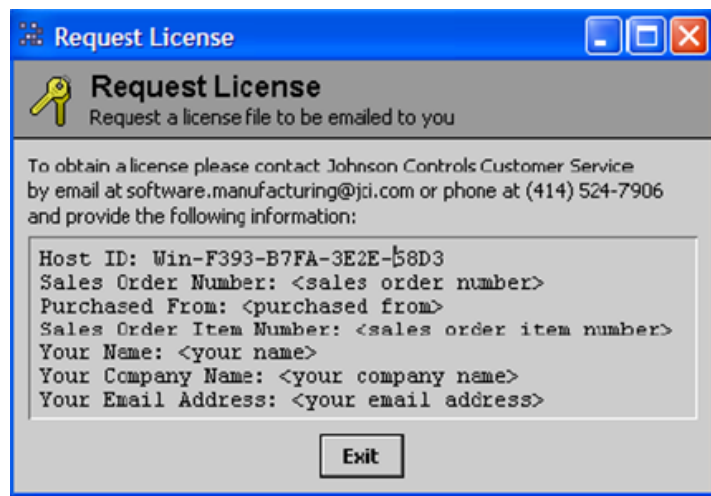 Request License
Request License
Request a license file to be emailed to you
To obtain a license please contact Johnson Controls Customer Service
by email at software.manufacturing@jci.com or phone at (414) 524-7906
and provide the following information:
Host ID: Win-F393-B7FA-3E2E-58D3
Sales Order Number: <sales order number>
Purchased From: <purchased from>
Sales Order Item Number: <sales order item number>
Your Name: <your name>
Your Company Name: <your company name>
Your Email Address: <your email address>
Exit